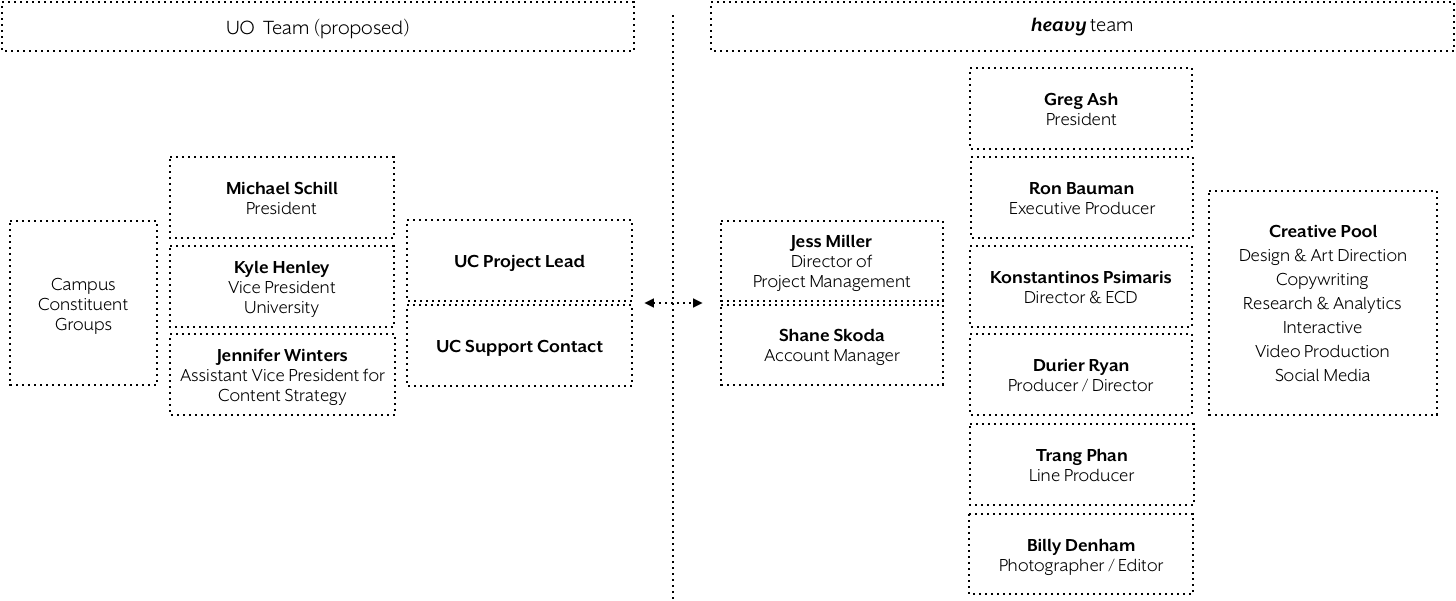 UO Team (proposed)
heavy team
Campus
Constituent
Groups
Michael Schill
President
Kyle Henley
Vice President
University
Jennifer Winters
Assistant Vice President for
Content Strategy
UC Project Lead
UC Support Contact
Jess Miller
Director of
Project Management
Shane Skoda
Account Manager
Greg Ash
President
Ron Bauman
Executive Producer
Konstantinos Psimaris
Director & ECD
Durier Ryan
Producer / Director
Trang Phan
Line Producer
Billy Denham
Photographer / Editor
Creative Pool
Design & Art Direction
Copywriting
Research & Analytics
Interactive
Video Production
Social Media